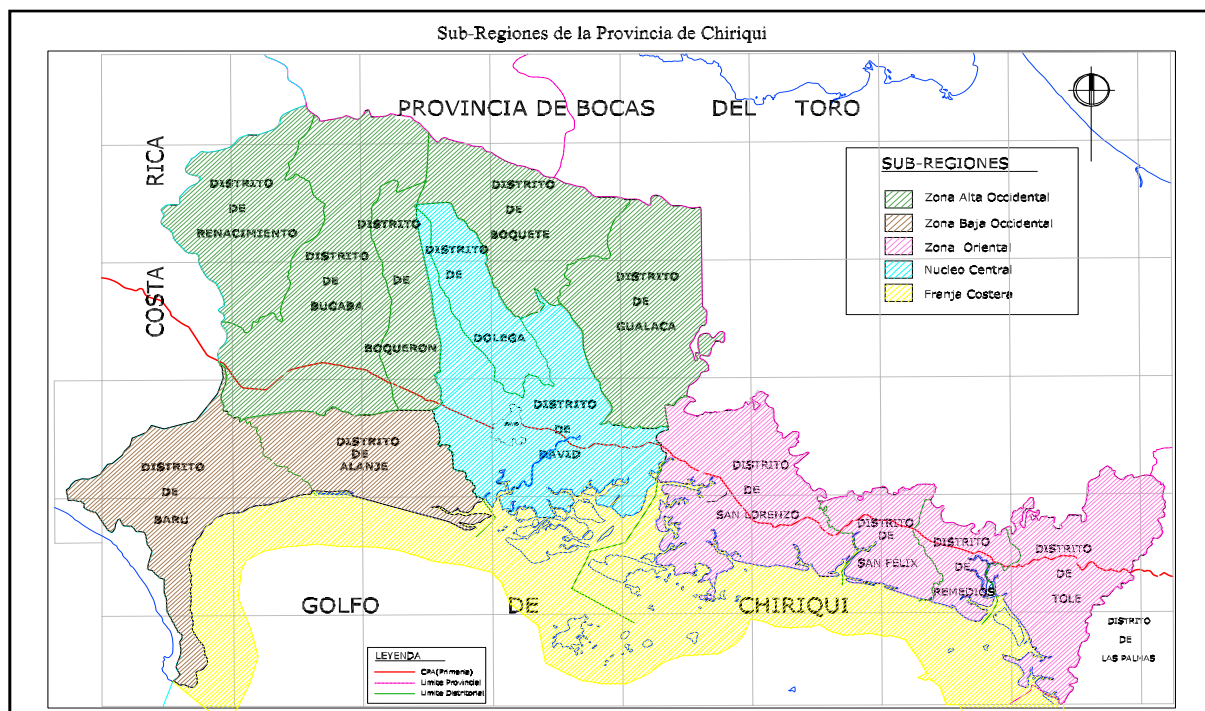 Sub-Regiones de la Provincia de Chiriqui
PROVINCIA DE BOCAS DEL TORO
COSTA RICA
SUB-REGIONES
Zona Alta Occidental
Zona Baja Occidental
Zona Oriental
Nucleo Central
Franja Costera
DISTRITO
DE
RENACIMIENTO
DISTRITO
DE
BUGABA
DISTRITO
DE
BOQUERON
DISTRITO
DE
DOLEGA
DISTRITO
DE
BOQUETE
DISTRITO
DE
GUALACA
DISTRITO
DE
DAVID
DISTRITO
DE
ALANJE
DISTRITO
DE
BARÚ
DISTRITO
DE
SAN LORENZO
DISTRITO
DE
SAN FÉLIX
DISTRITO
DE
REMEDIOS
DISTRITO
DE
TOLE
DISTRITO
DE
LAS PALMAS
GOLFO DE CHIRIQUI
LEYENDA
CPA(Primaria)
Limite Provincial
Limite Distritorial